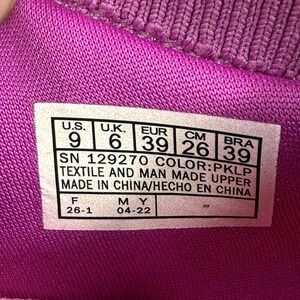 U.S. U.K. EUR CM BRA
9 6 39 26 39
SN 129270 COLOR:PKLP
TEXTILE AND MAN MADE UPPER
MADE IN CHINA/HECHO EN CHINA
F M Y
26-1 04-22